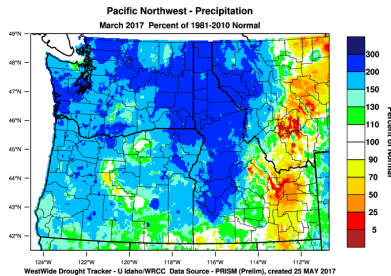 Pacific Northwest - Precipitation
March 2017 Percent of 1981-2010 Normal
49°N
48°N
47°N
46°N
45°N
44°N
43°N
42°N
124°W 122°W 120°W 118°W 116°W 114°W 112°W
300
200
150
130
110
100
90
70
50
25
5
Percent of Normal
WestWide Drought Tracker - U Idaho/WRCC Data Source - PRISM (Prelim), created 25 MAY 2017